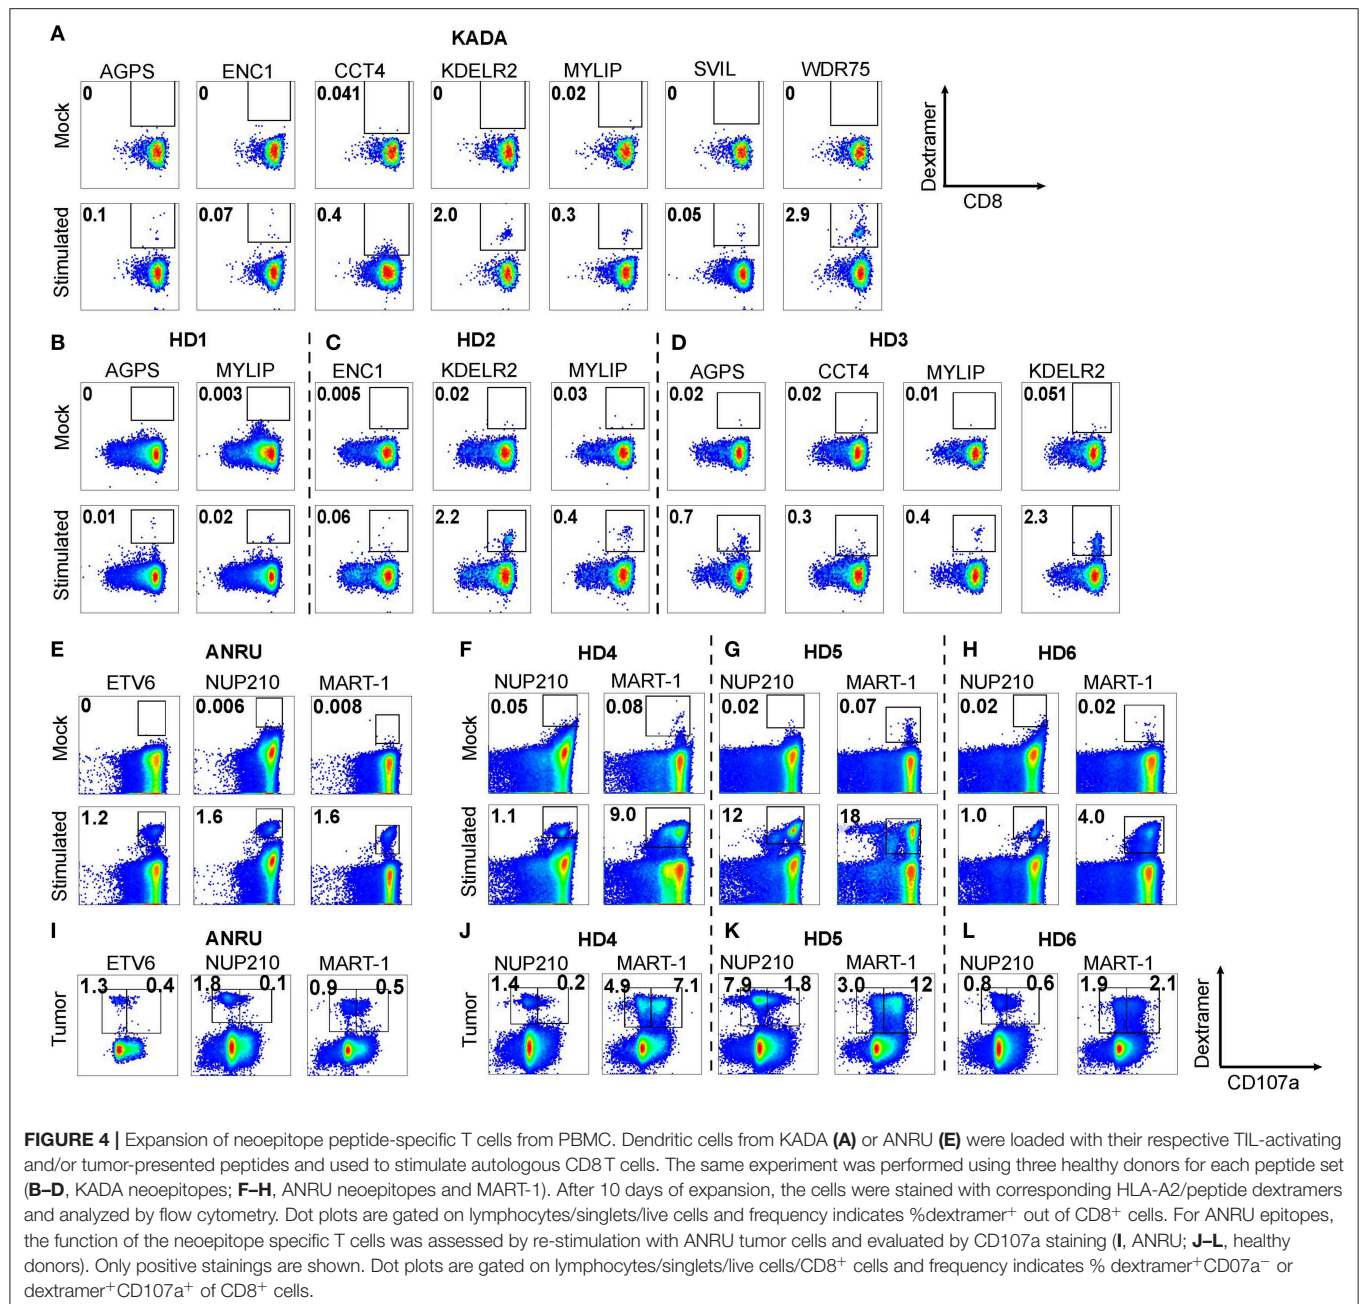 A
KADA
AGPS ENC1 CCT4 KDELR2 MYLIP SVIL WDR75
Mock
0 0 0.041 0 0.02 0 0
Dextramer
CD8
Stimulated
0.1 0.07 0.4 2.0 0.3 0.05 2.9
B HD1 C HD2 D HD3
AGPS MYLIP ENC1 KDELR2 MYLIP AGPS CCT4 MYLIP KDELR2
Mock
0 0.003 0.005 0.02 0.03 0.02 0.02 0.01 0.051
Stimulated
0.01 0.02 0.06 2.2 0.4 0.7 0.3 0.4 2.3
E ANRU F HD4 G HD5 H HD6
ETV6 NUP210 MART-1 NUP210 MART-1 NUP210 MART-1 NUP210 MART-1
Mock
0 0.006 0.008 0.05 0.08 0.02 0.07 0.02 0.02
Stimulated
1.2 1.6 1.6 1.1 9.0 12 18 1.0 4.0
I ANRU J HD4 K HD5 L HD6
ETV6 NUP210 MART-1 NUP210 MART-1 NUP210 MART-1 NUP210 MART-1
Tumor
1.3 0.4 1.8 0.1 0.9 0.5 1.4 0.2 4.9 7.1 7.9 1.8 3.0 12 0.8 0.6 1.9 2.1
Dextramer
CD107a
FIGURE 4 | Expansion of neoepitope peptide-specific T cells from PBMC. Dendritic cells from KADA (A) or ANRU (E) were loaded with their respective TIL-activating
and/or tumor-presented peptides and used to stimulate autologous CD8 T cells. The same experiment was performed using three healthy donors for each peptide set
(B–D, KADA neoepitopes; F–H, ANRU neoepitopes and MART-1). After 10 days of expansion, the cells were stained with corresponding HLA-A2/peptide dextramers
and analyzed by flow cytometry. Dot plots are gated on lymphocytes/singlets/live cells and frequency indicates %dextramer⁺ out of CD8⁺ cells. For ANRU epitopes,
the function of the neoepitope specific T cells was assessed by re-stimulation with ANRU tumor cells and evaluated by CD107a staining (I, ANRU; J–L, healthy
donors). Only positive stainings are shown. Dot plots are gated on lymphocytes/singlets/live cells/CD8⁺ cells and frequency indicates % dextramer⁺CD07a⁻ or
dextramer⁺CD107a⁺ of CD8⁺ cells.